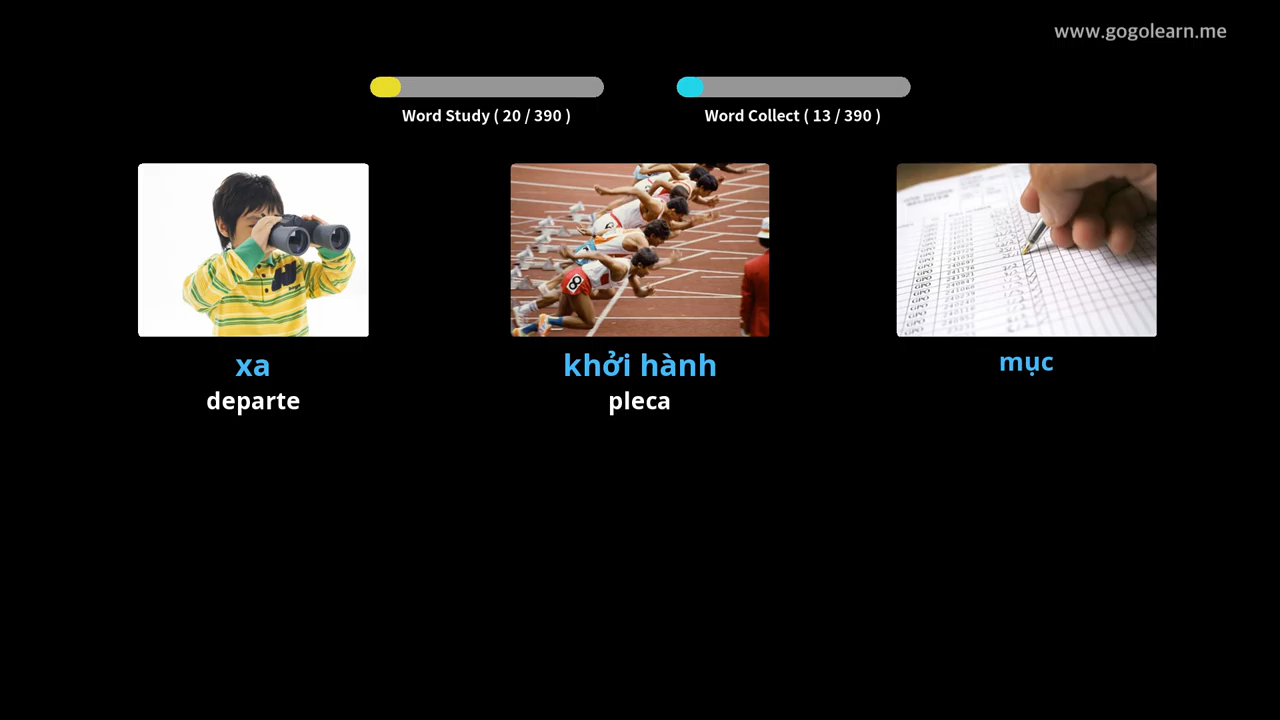 www.gogolearn.me
Word Study ( 20 / 390 )
Word Collect ( 13 / 390 )
xa
khởi hành
mục
departe
pleca